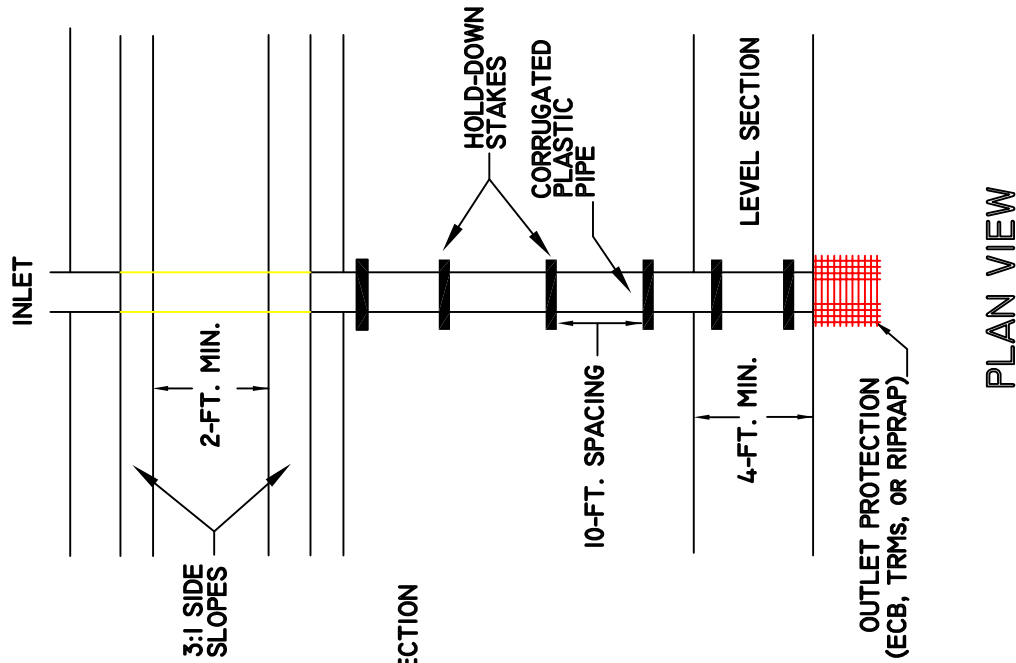 INLET
HOLD-DOWN
STAKES
CORRUGATED
PLASTIC
PIPE
LEVEL SECTION
2-FT. MIN.
3:1 SIDE
SLOPES
10-FT. SPACING
4-FT. MIN.
ECTION
OUTLET PROTECTION
(ECB, TRMs, OR RIPRAP)
PLAN VIEW